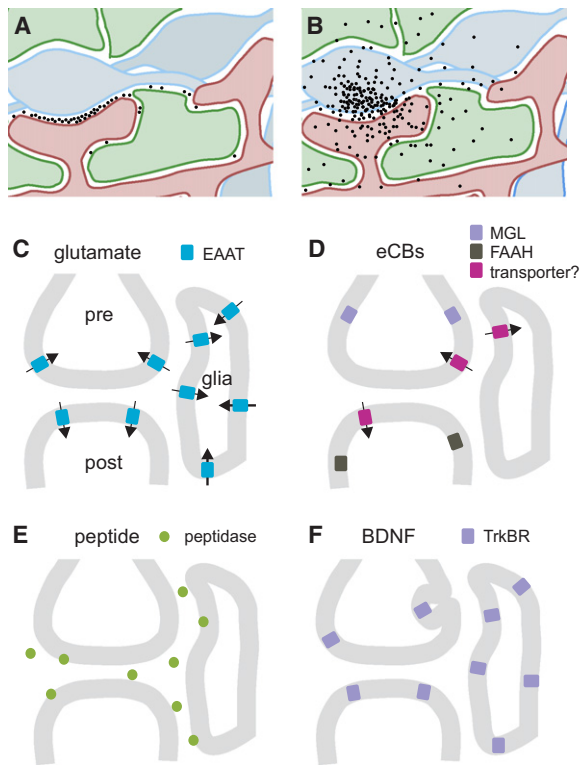 A
B
C glutamate EAAT
pre
glia
post
D eCBs
MGL
FAAH
transporter?
E peptide peptidase
F BDNF TrkBR